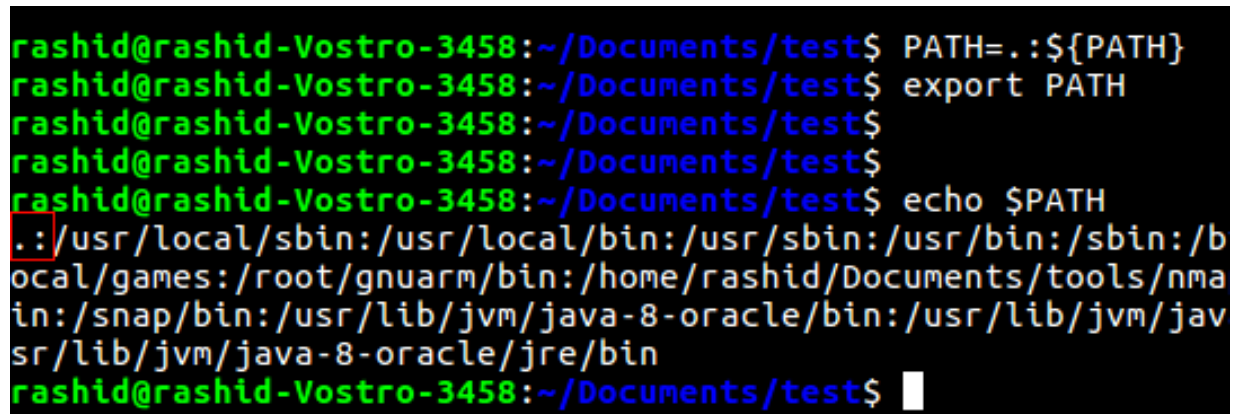 rashid@rashid-Vostro-3458:~/Documents/test$ PATH=.:${PATH}
rashid@rashid-Vostro-3458:~/Documents/test$ export PATH
rashid@rashid-Vostro-3458:~/Documents/test$
rashid@rashid-Vostro-3458:~/Documents/test$
rashid@rashid-Vostro-3458:~/Documents/test$ echo $PATH
.:/usr/local/sbin:/usr/local/bin:/usr/sbin:/usr/bin:/sbin:/b
ocal/games:/root/gnuarm/bin:/home/rashid/Documents/tools/nma
in:/snap/bin:/usr/lib/jvm/java-8-oracle/bin:/usr/lib/jvm/jav
sr/lib/jvm/java-8-oracle/jre/bin
rashid@rashid-Vostro-3458:~/Documents/test$